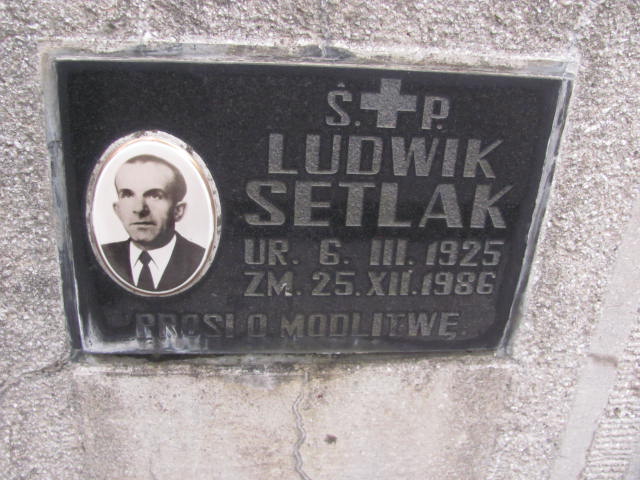 Ś. ✚ P.
LUDWIK
SETLAK
UR. 6. III. 1925
ZM. 25. XII. 1986
PROSI O MODLITWĘ.